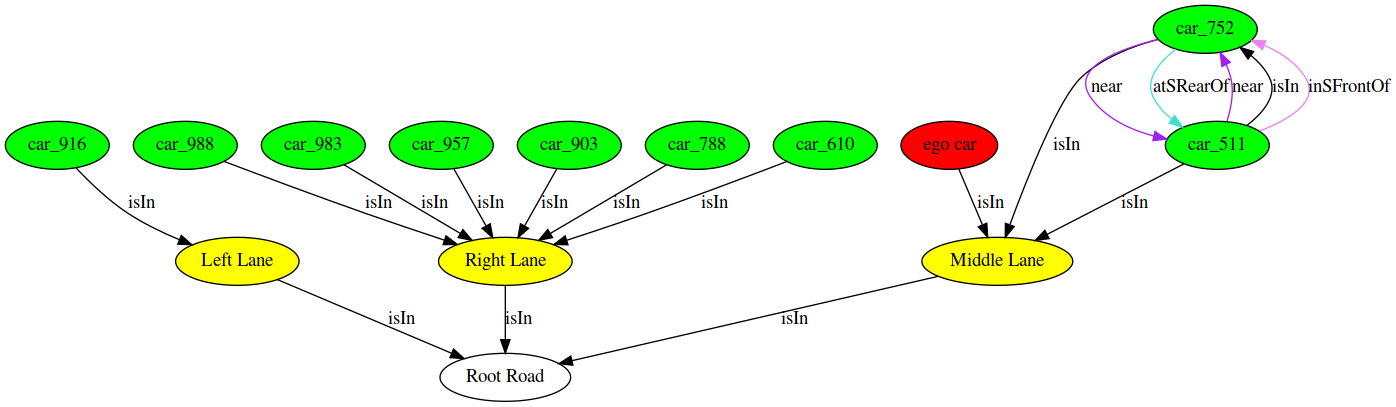 car_752
near
atSRearOf
near
isIn
inSFrontOf
car_916
car_988
car_983
car_957
car_903
car_788
car_610
ego car
isIn
car_511
isIn
isIn
isIn
isIn
isIn
isIn
isIn
isIn
isIn
Left Lane
Right Lane
Middle Lane
isIn
isIn
isIn
Root Road